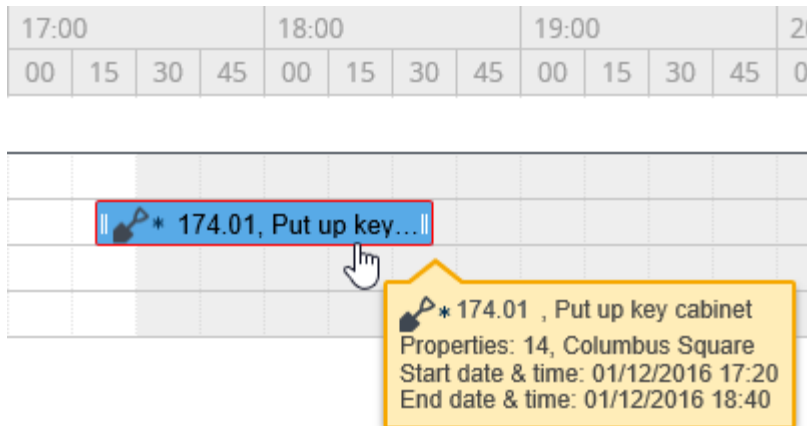 17:00 18:00 19:00 2
00 15 30 45 00 15 30 45 00 15 30 45 0
* 174.01, Put up key...
* 174.01 , Put up key cabinet
Properties: 14, Columbus Square
Start date & time: 01/12/2016 17:20
End date & time: 01/12/2016 18:40